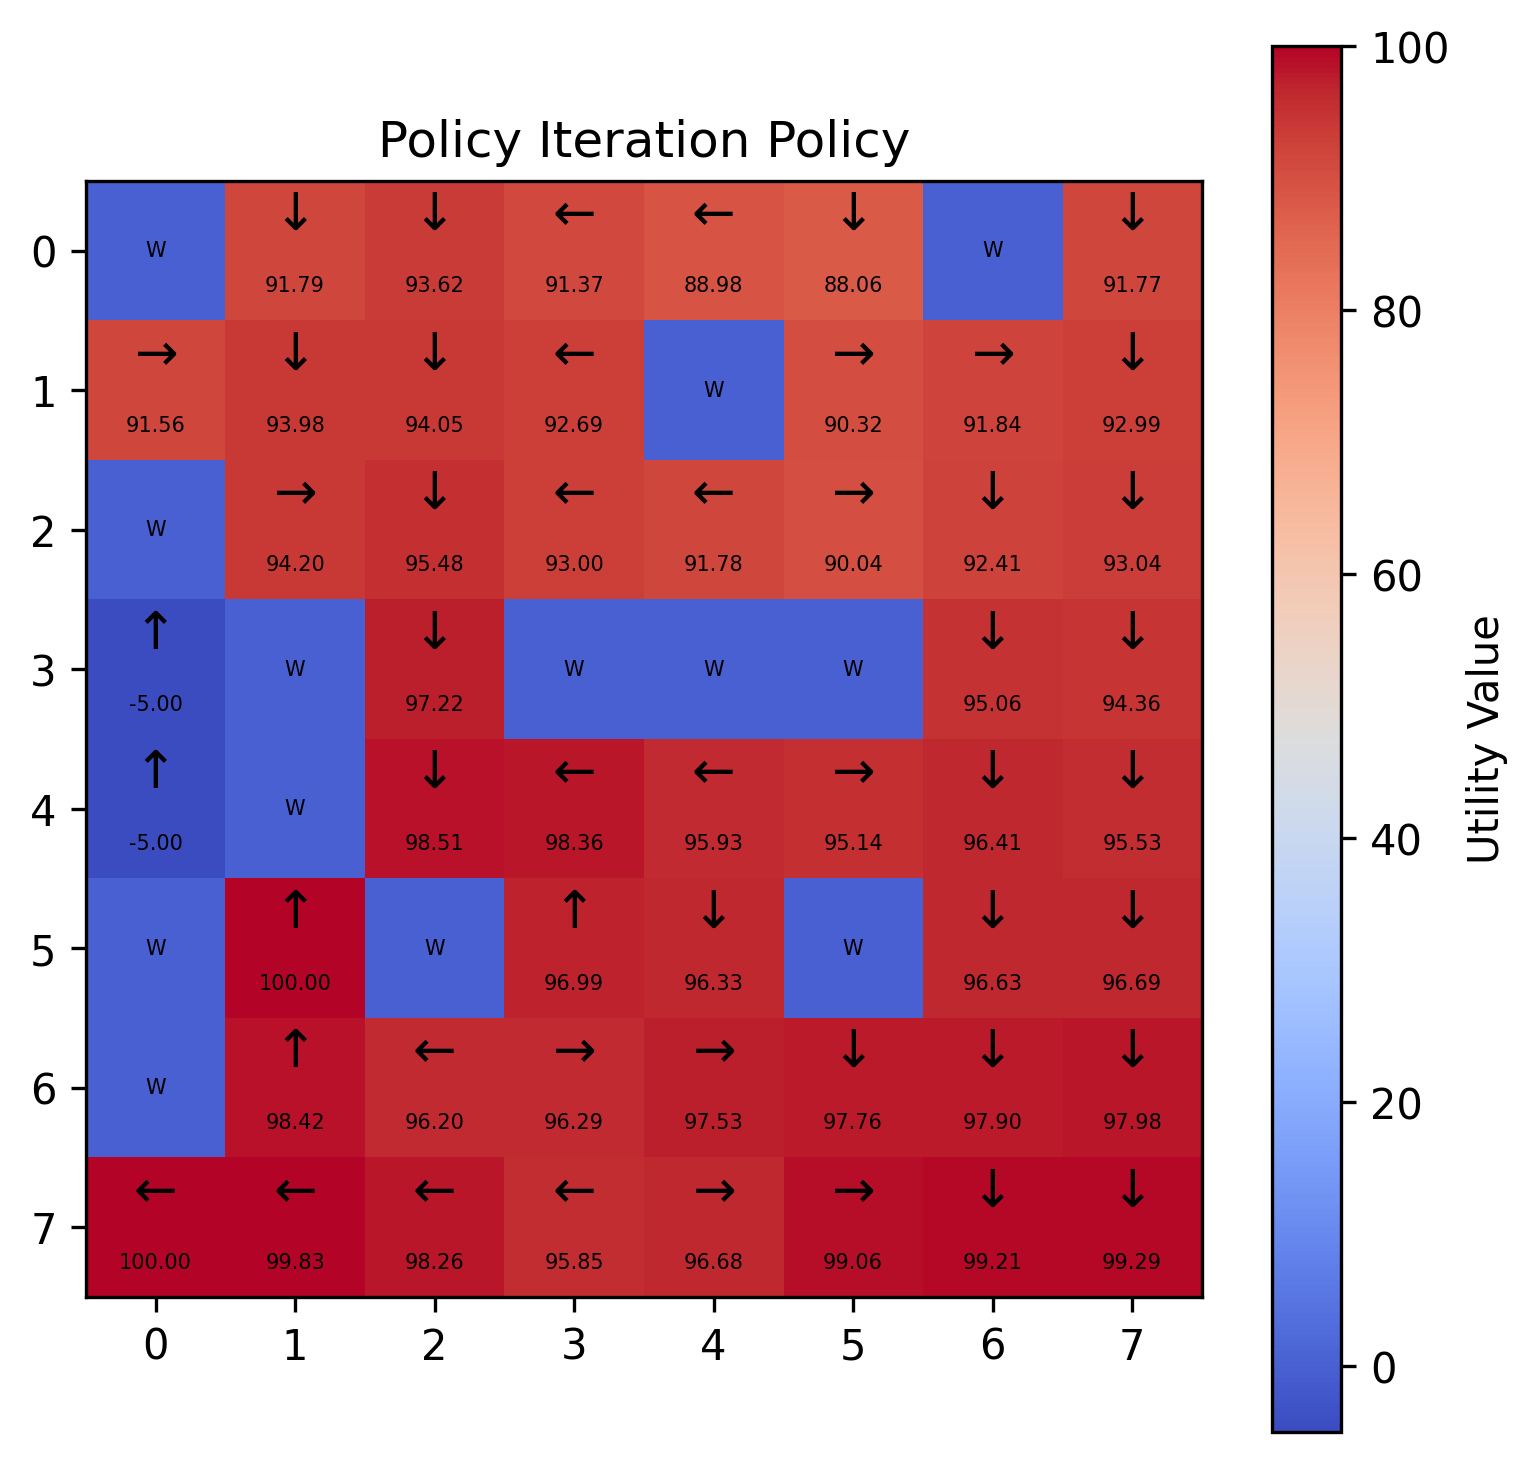 Policy Iteration Policy
0 W ↓ ↓ ← ← ↓ W ↓
91.79 93.62 91.37 88.98 88.06 91.77
1 → ↓ ↓ ← W → → ↓
91.56 93.98 94.05 92.69 90.32 91.84 92.99
2 W → ↓ ← ← → ↓ ↓
94.20 95.48 93.00 91.78 90.04 92.41 93.04
3 ↑ W ↓ W W W ↓ ↓
-5.00 97.22 95.06 94.36
4 ↑ W ↓ ← ← → ↓ ↓
-5.00 98.51 98.36 95.93 95.14 96.41 95.53
5 W ↑ W ↑ ↓ W ↓ ↓
100.00 96.99 96.33 96.63 96.69
6 W ↑ ← → → ↓ ↓ ↓
98.42 96.20 96.29 97.53 97.76 97.90 97.98
7 ← ← ← ← → → ↓ ↓
100.00 99.83 98.26 95.85 96.68 99.06 99.21 99.29
0 1 2 3 4 5 6 7
100
80
60
40
20
0
Utility Value